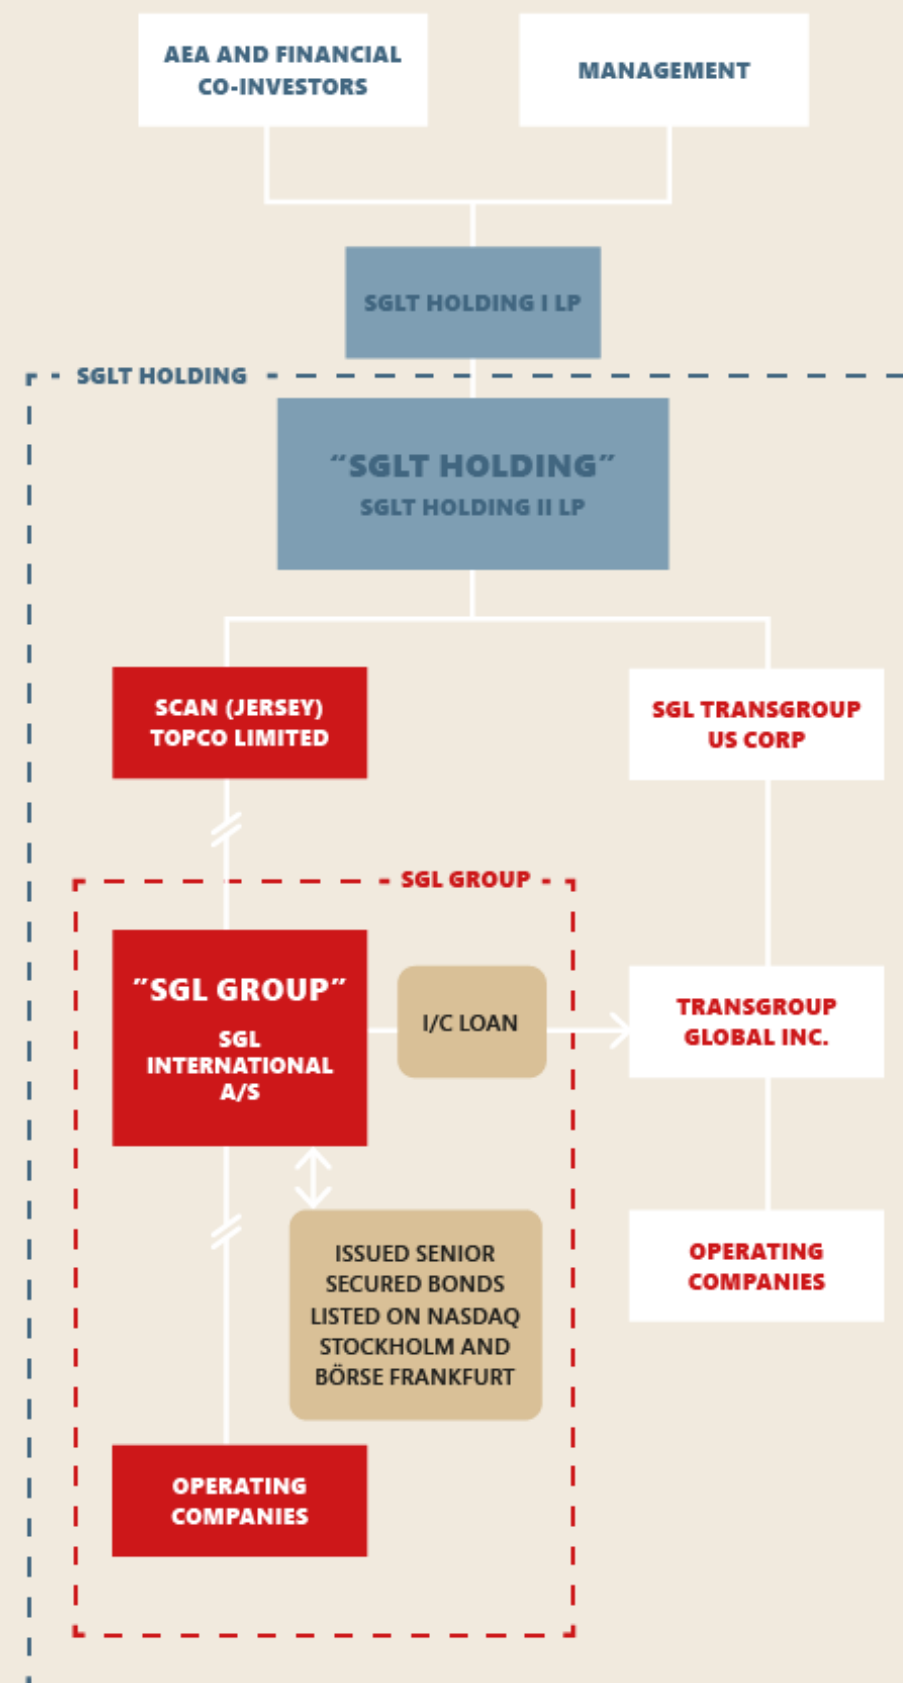 AEA AND FINANCIAL
CO-INVESTORS
MANAGEMENT
SGLT HOLDING I LP
SGLT HOLDING
“SGLT HOLDING”
SGLT HOLDING II LP
SCAN (JERSEY)
TOPCO LIMITED
SGL TRANSGROUP
US CORP
SGL GROUP
”SGL GROUP”
SGL
INTERNATIONAL
A/S
I/C LOAN
TRANSGROUP
GLOBAL INC.
ISSUED SENIOR
SECURED BONDS
LISTED ON NASDAQ
STOCKHOLM AND
BÖRSE FRANKFURT
OPERATING
COMPANIES
OPERATING
COMPANIES